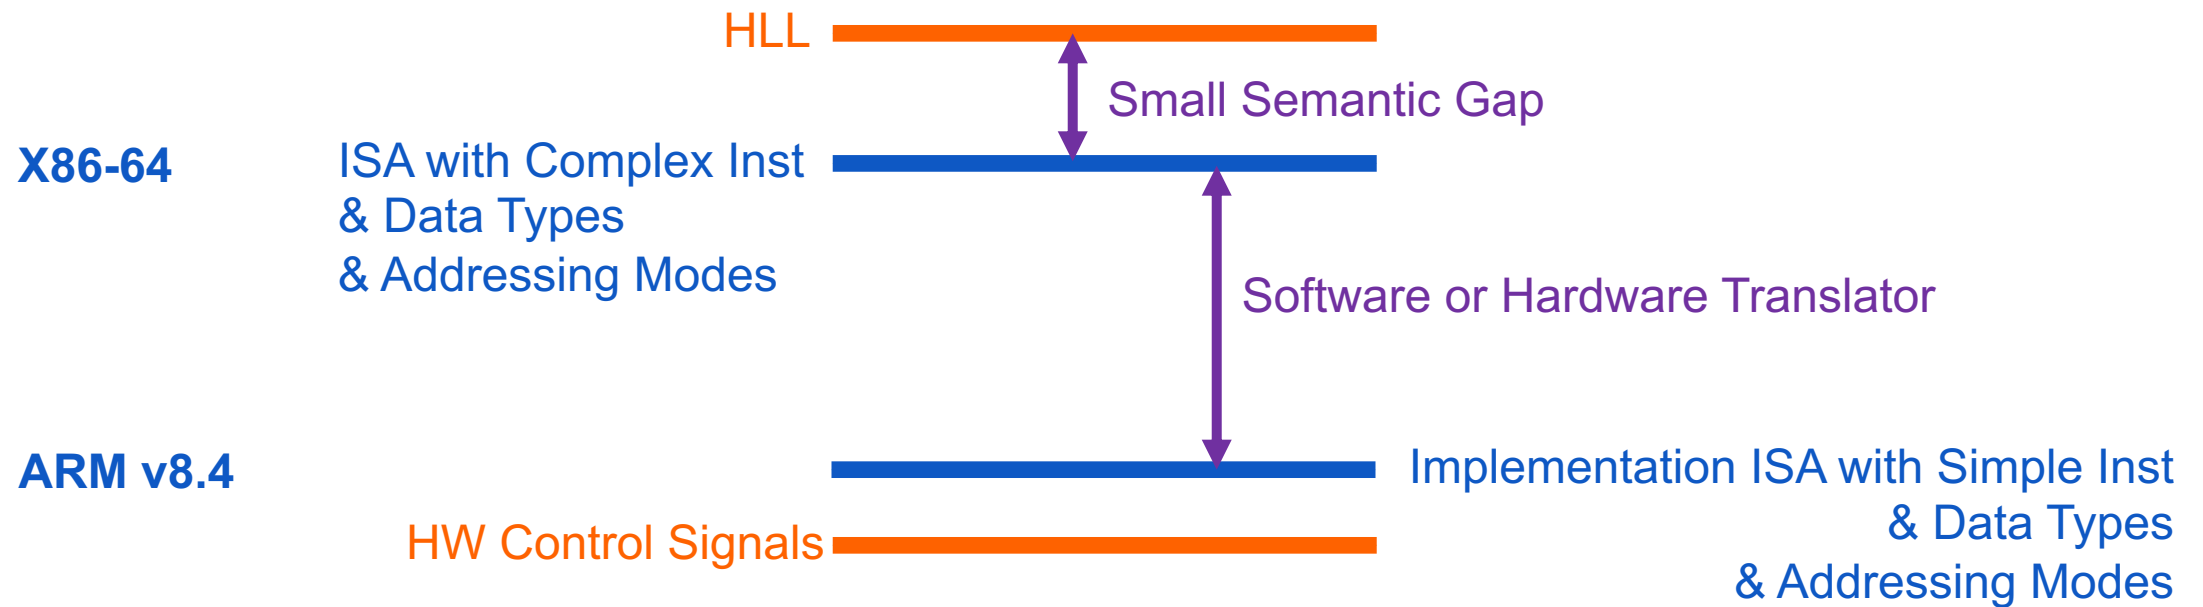 HLL
Small Semantic Gap
X86-64
ISA with Complex Inst
& Data Types
& Addressing Modes
Software or Hardware Translator
ARM v8.4
Implementation ISA with Simple Inst
& Data Types
& Addressing Modes
HW Control Signals